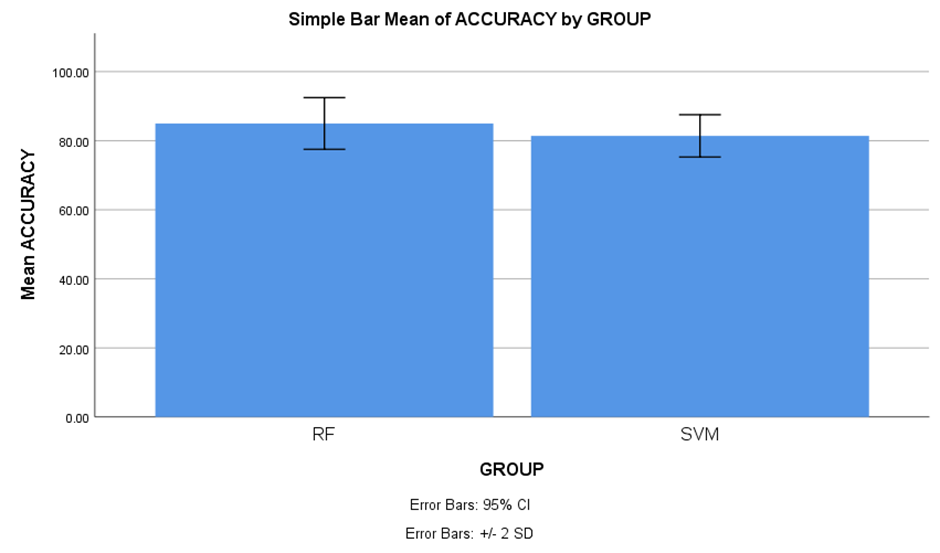 Simple Bar Mean of ACCURACY by GROUP
Mean ACCURACY
100.00
80.00
60.00
40.00
20.00
0.00
RF
SVM
GROUP
Error Bars: 95% CI
Error Bars: +/- 2 SD